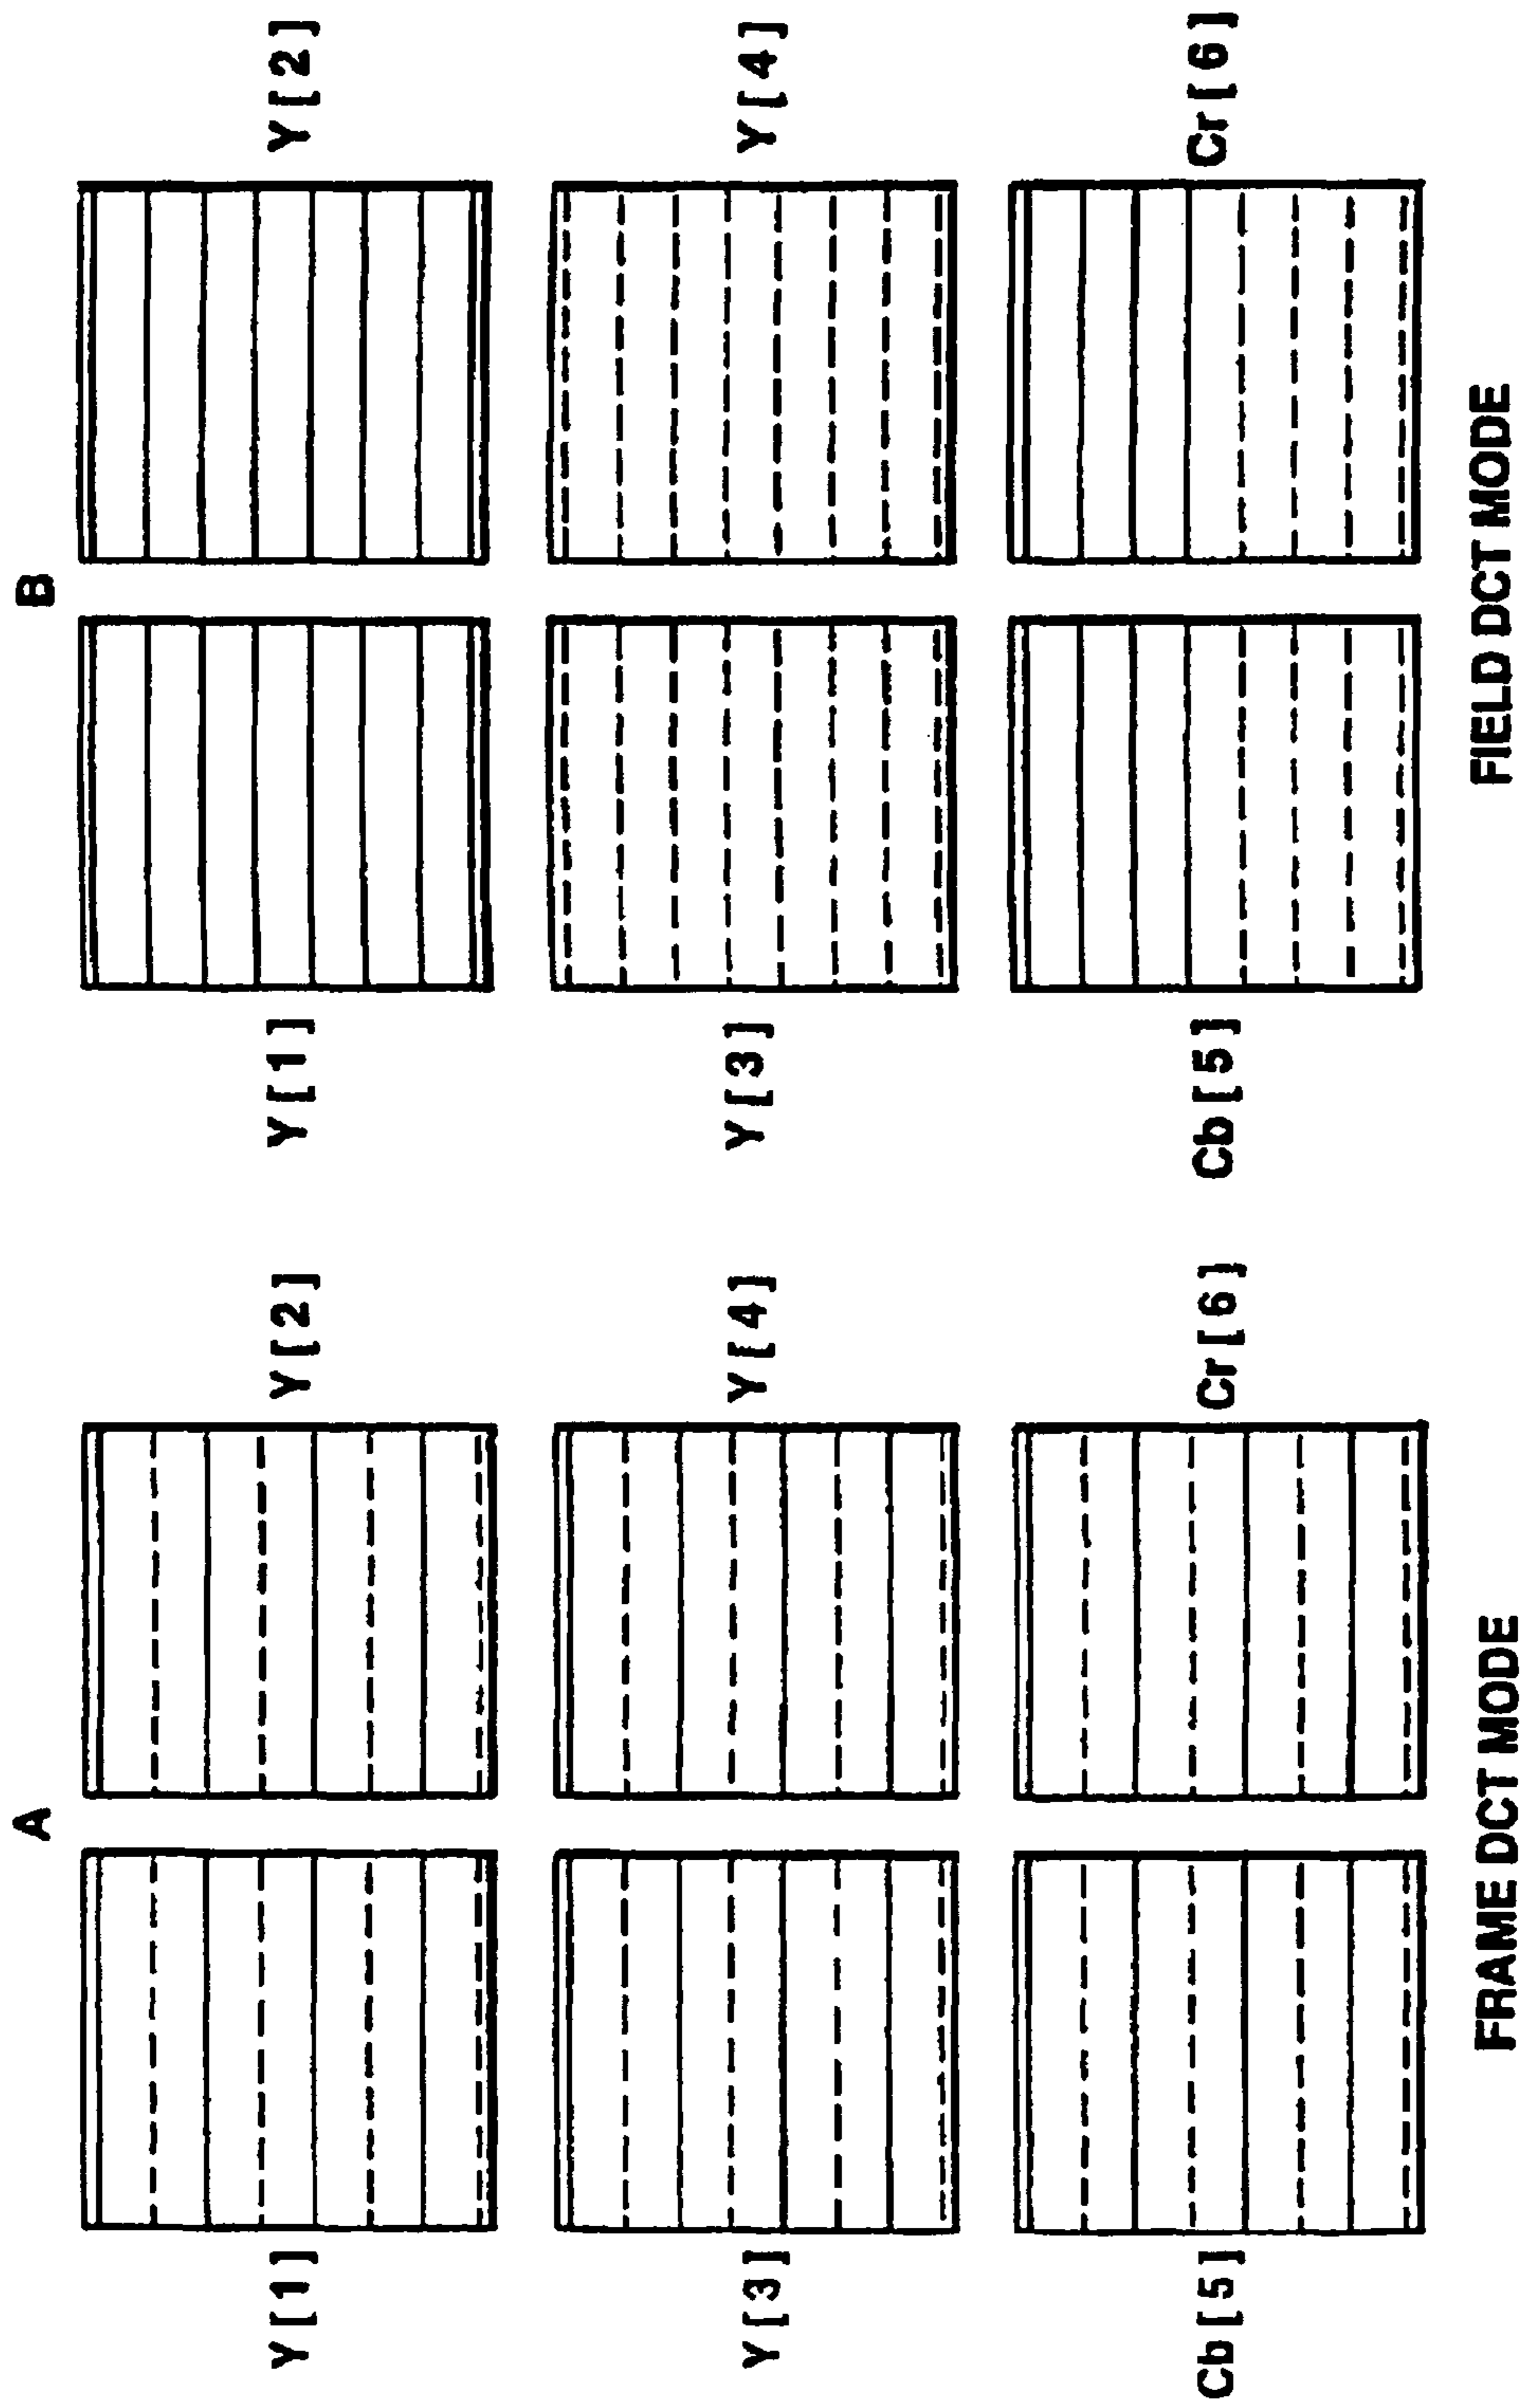 A
Y[1]
Y[2]
Y[3]
Y[4]
Cb[5]
Cr[6]
FRAME DCT MODE
B
Y[1]
Y[2]
Y[3]
Y[4]
Cb[5]
Cr[6]
FIELD DCT MODE